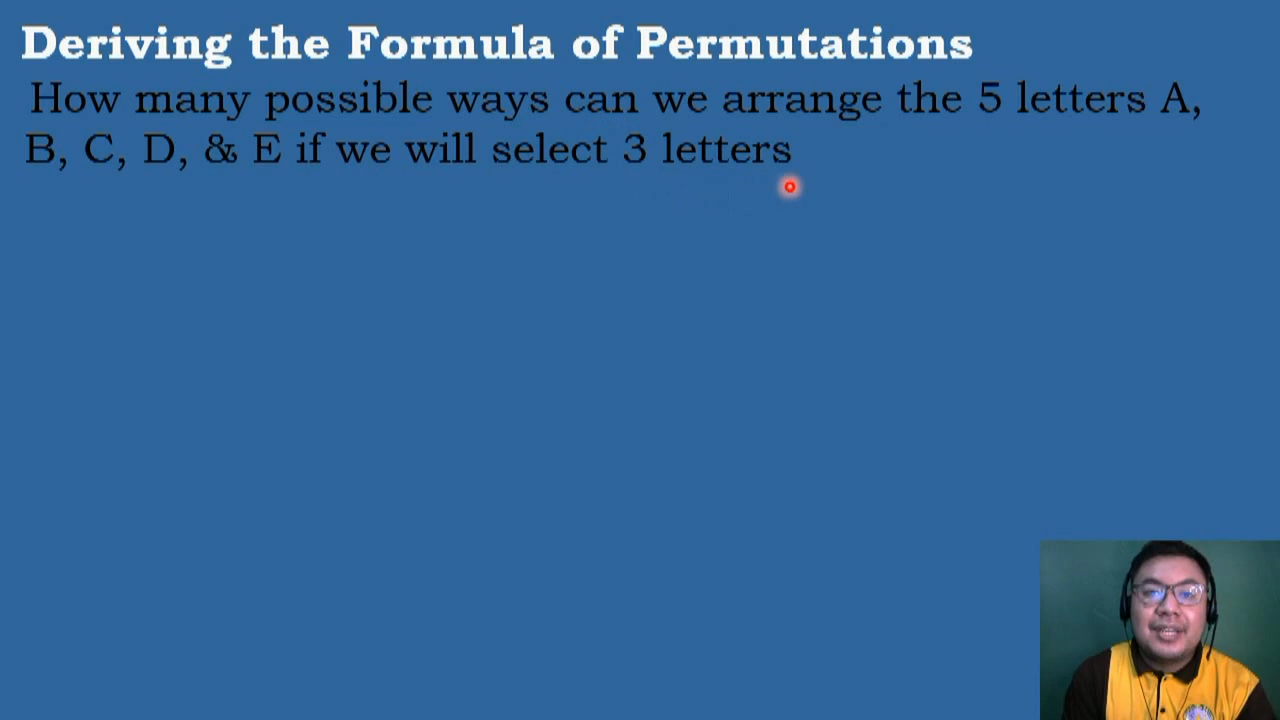 Deriving the Formula of Permutations
How many possible ways can we arrange the 5 letters A,
B, C, D, & E if we will select 3 letters